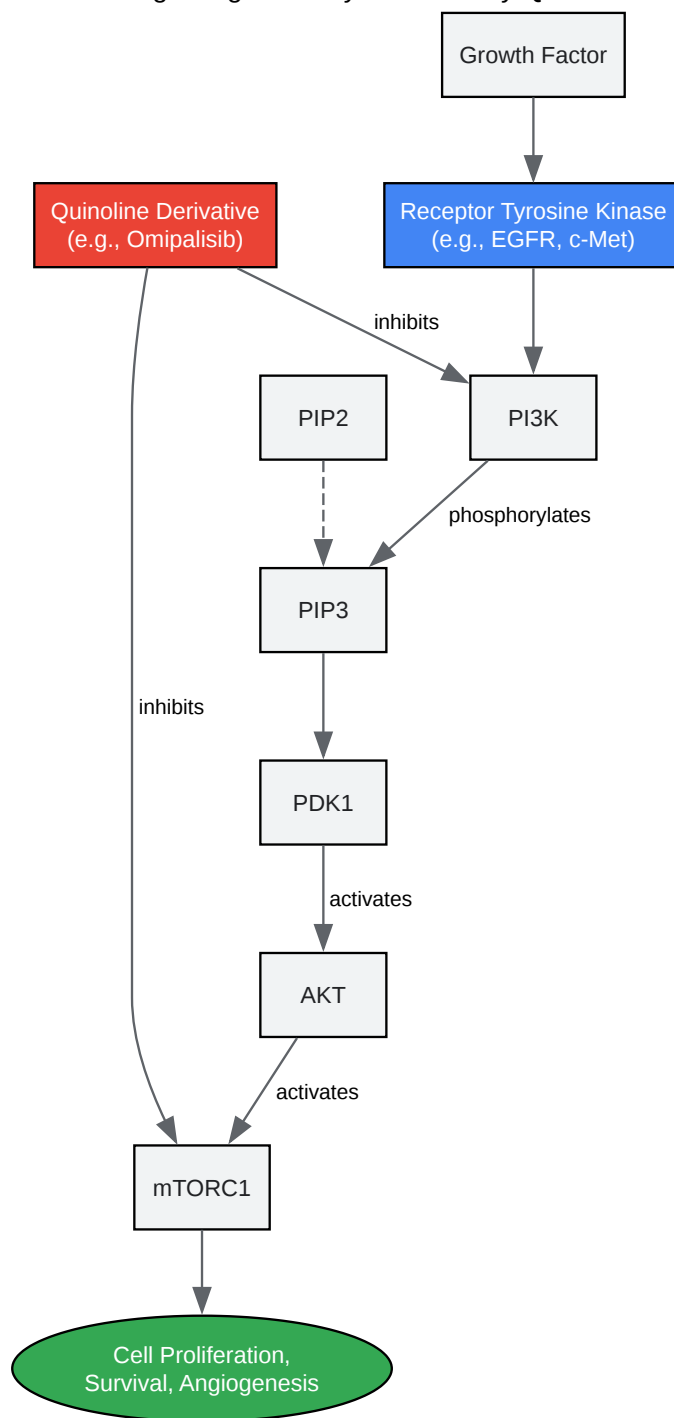 Growth Factor
Quinoline Derivative
(e.g., Omipalisib)
Receptor Tyrosine Kinase
(e.g., EGFR, c-Met)
inhibits
PIP2
PI3K
phosphorylates
PIP3
inhibits
PDK1
activates
AKT
activates
mTORC1
Cell Proliferation,
Survival, Angiogenesis